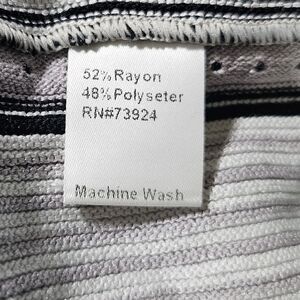 52% Rayon
48% Polyseter
RN#73924
Machine Wash